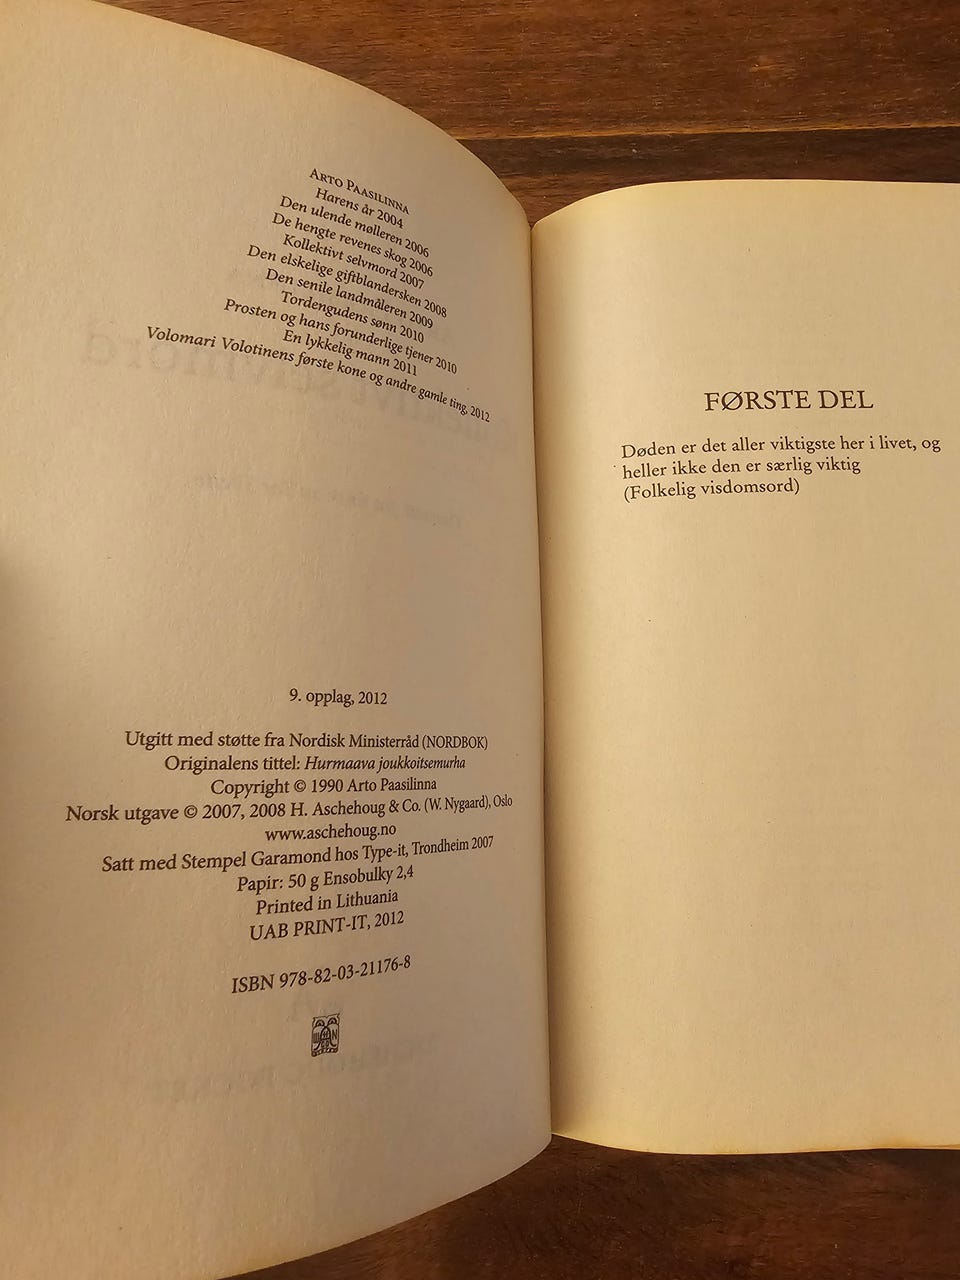 ARTO PAASILINNA
Harens år 2004
Den ulende mølleren 2006
De hengte revenes skog 2006
Kollektivt selvmord 2007
Den elskelige giftblandersken 2008
Den senile landmåleren 2009
Tordengudens sønn 2010
Prosten og hans forunderlige tjener 2010
En lykkelig mann 2011
Volomari Volotinens første kone og andre gamle ting, 2012
9. opplag, 2012
Utgitt med støtte fra Nordisk Ministerråd (NORDBOK)
Originalens tittel: Hurmaava joukkoitsemurha
Copyright © 1990 Arto Paasilinna
Norsk utgave © 2007, 2008 H. Aschehoug & Co. (W. Nygaard), Oslo
www.aschehoug.no
Satt med Stempel Garamond hos Type-it, Trondheim 2007
Papir: 50 g Ensobulky 2,4
Printed in Lithuania
UAB PRINT-IT, 2012
ISBN 978-82-03-21176-8
FØRSTE DEL
Døden er det aller viktigste her i livet, og
heller ikke den er særlig viktig
(Folkelig visdomsord)